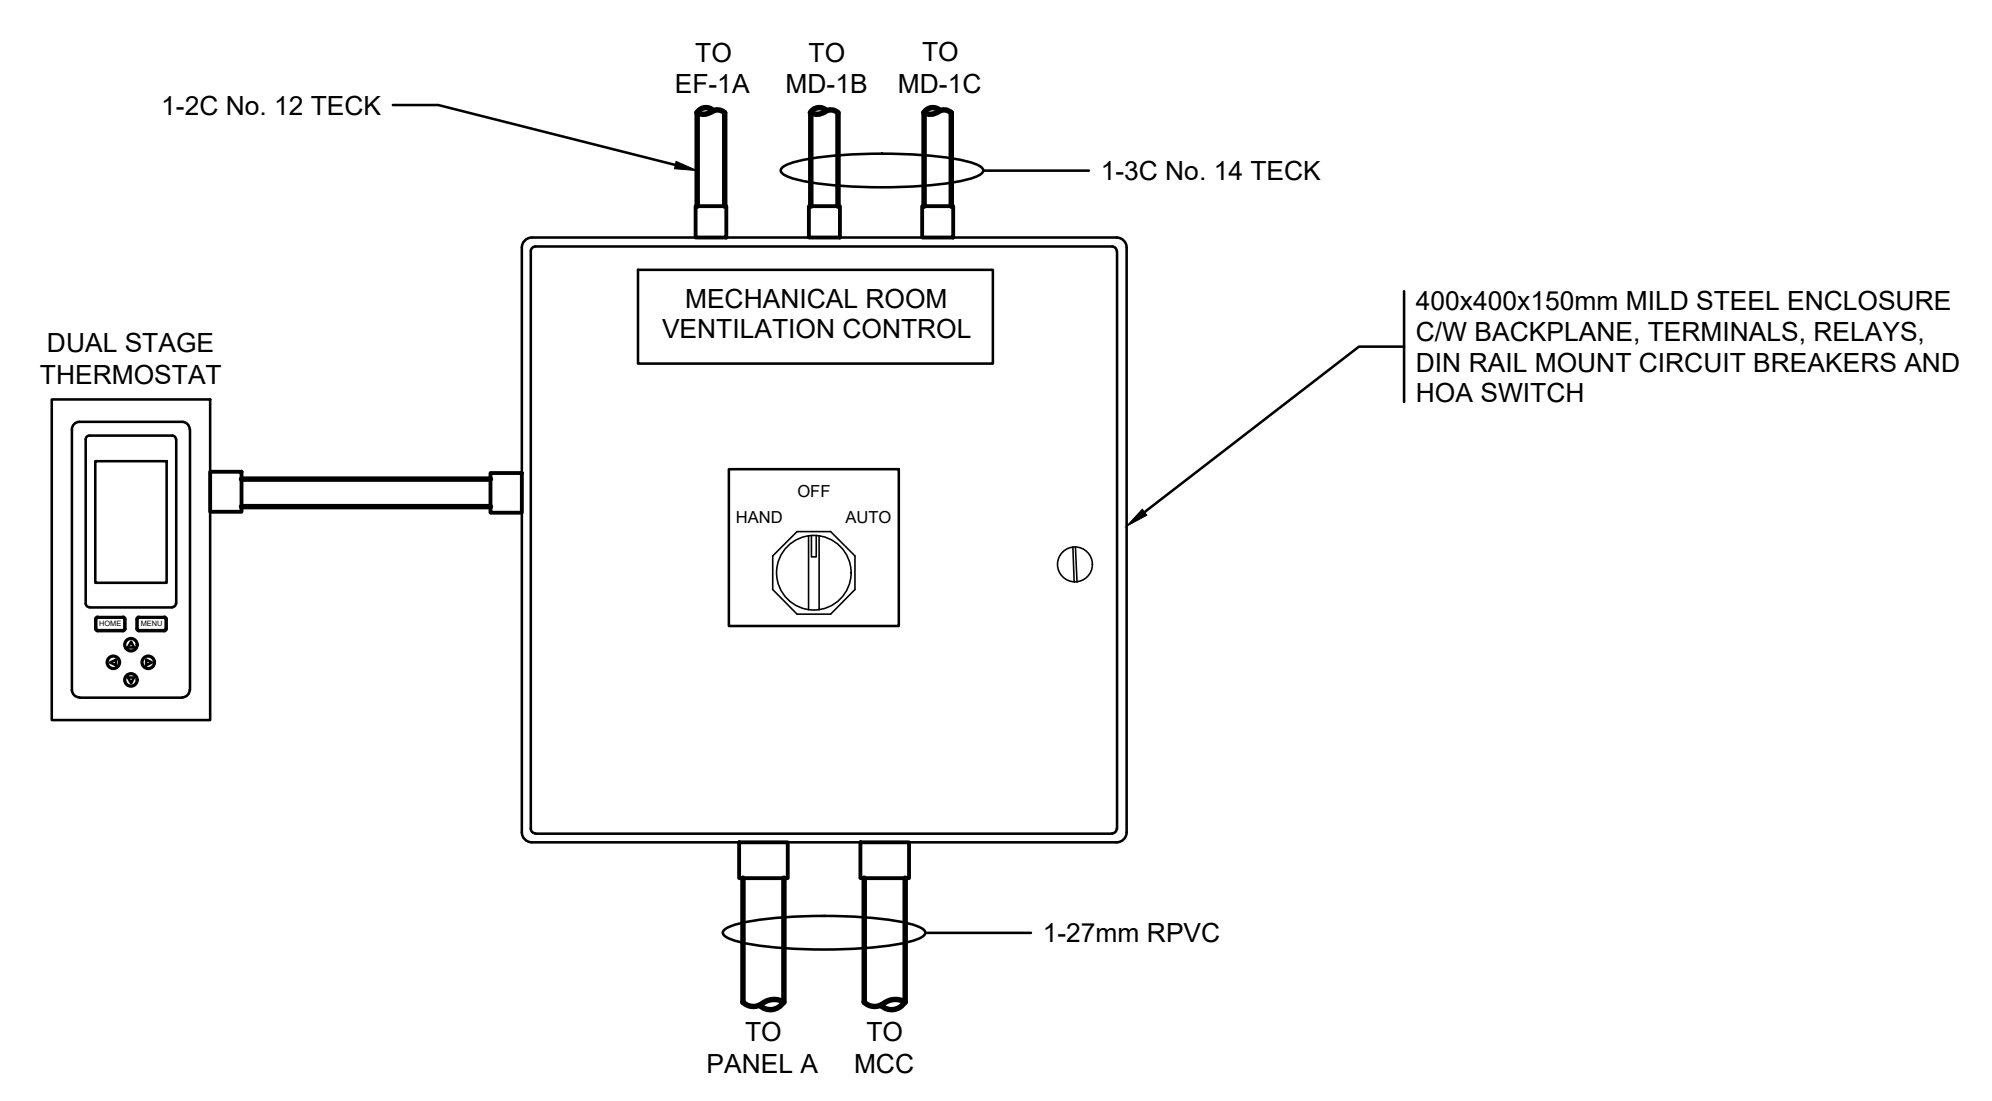 TO
EF-1A
TO
MD-1B
TO
MD-1C
1-2C No. 12 TECK
1-3C No. 14 TECK
MECHANICAL ROOM
VENTILATION CONTROL
400x400x150mm MILD STEEL ENCLOSURE
C/W BACKPLANE, TERMINALS, RELAYS,
DIN RAIL MOUNT CIRCUIT BREAKERS AND
HOA SWITCH
DUAL STAGE
THERMOSTAT
OFF
HAND
AUTO
HOME
MENU
1-27mm RPVC
TO
PANEL A
TO
MCC